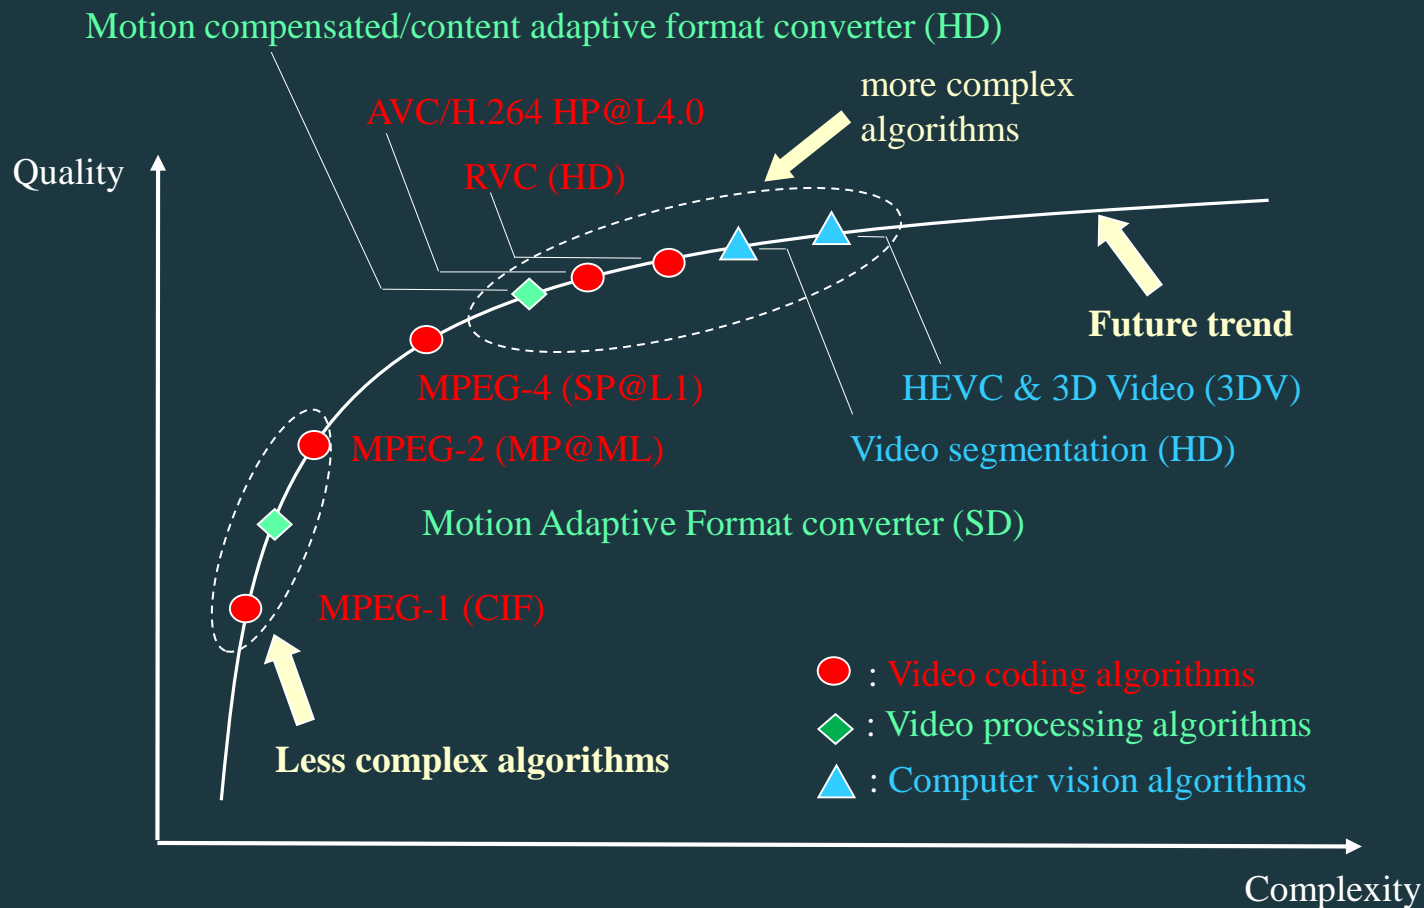 Motion compensated/content adaptive format converter (HD)
more complex
algorithms
AVC/H.264 HP@L4.0
Quality
RVC (HD)
Future trend
MPEG-4 (SP@L1)
HEVC & 3D Video (3DV)
MPEG-2 (MP@ML)
Video segmentation (HD)
Motion Adaptive Format converter (SD)
MPEG-1 (CIF)
: Video coding algorithms
: Video processing algorithms
Less complex algorithms
: Computer vision algorithms
Complexity